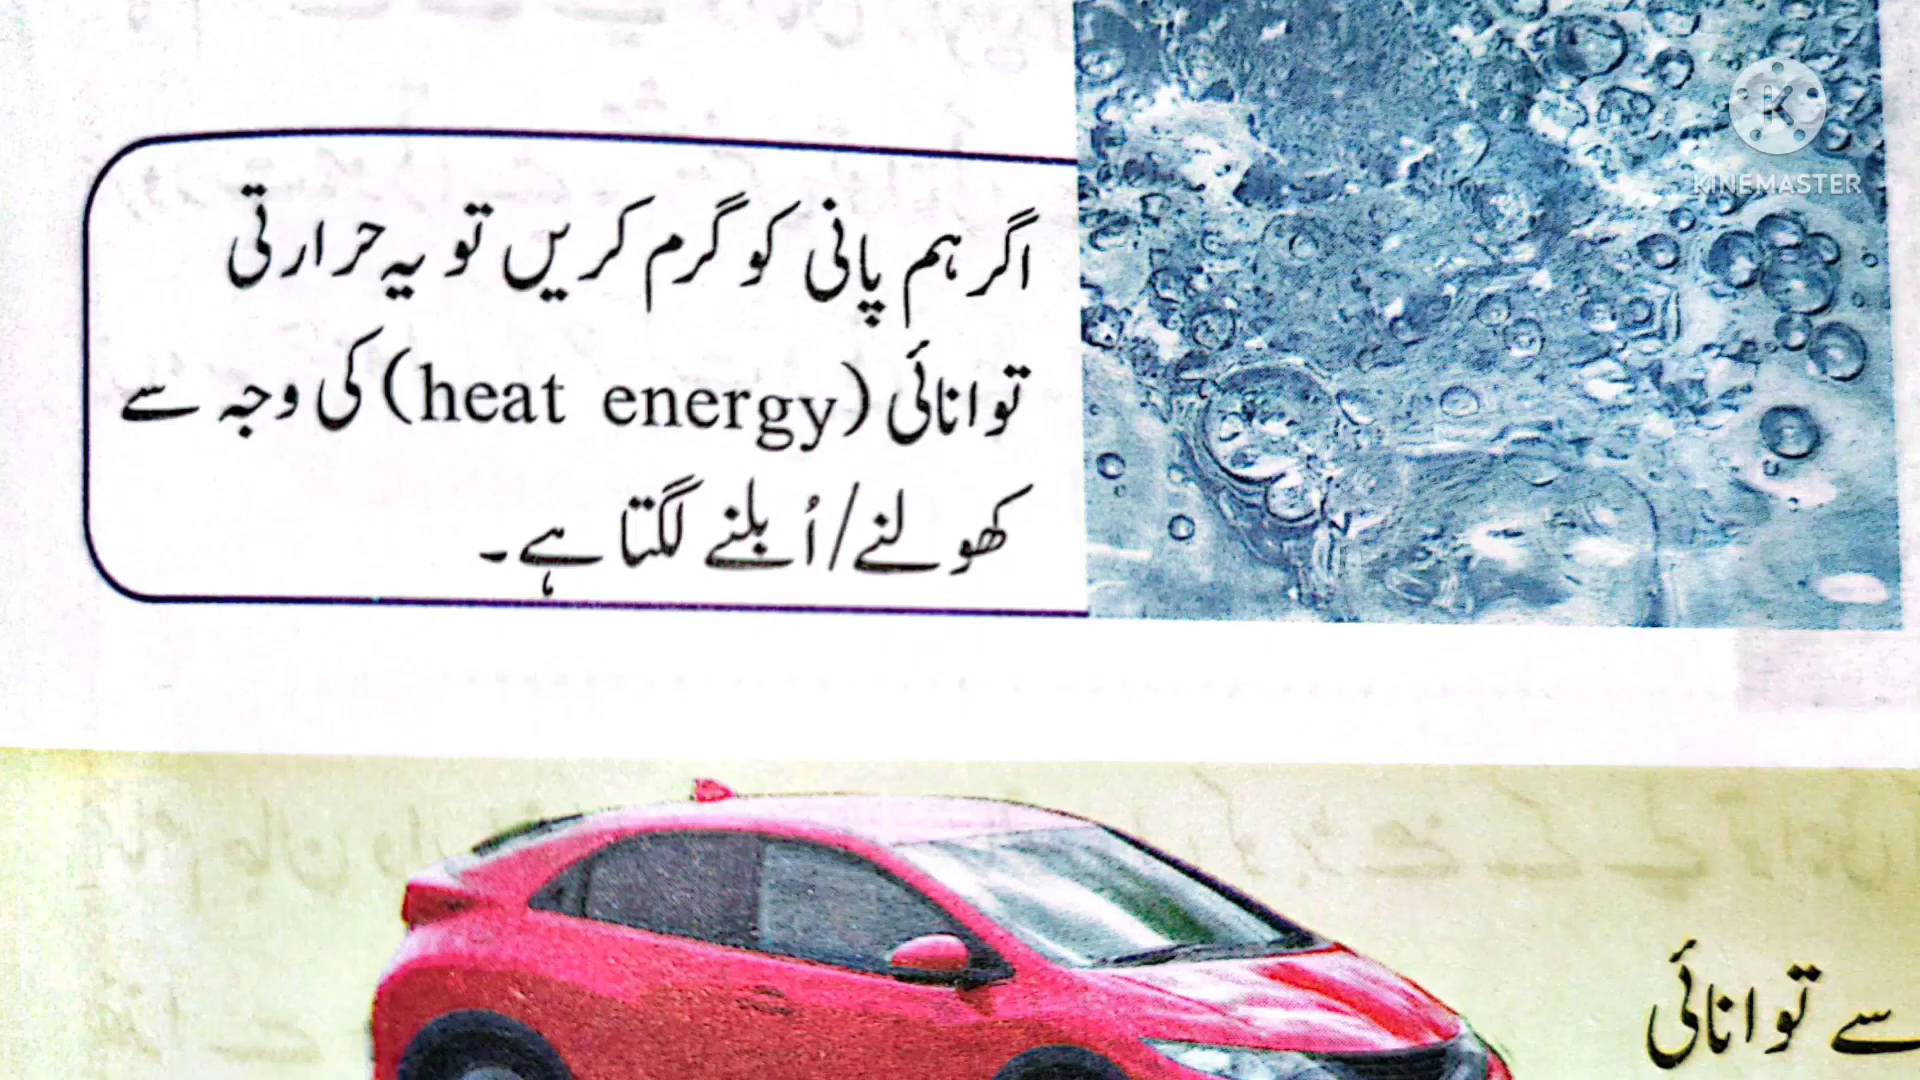 اگر ہم پانی کو گرم کریں تو یہ حرارتی
توانائی (heat energy) کی وجہ سے
کھولنے/اُبلنے لگتا ہے۔
KINEMASTER
سے توانائی